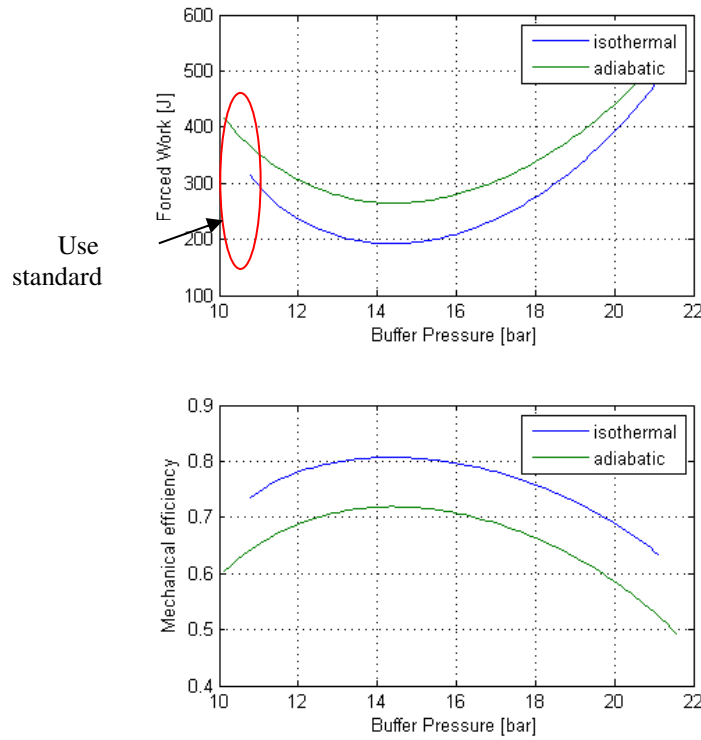 600
500
400
300
200
100
Forced Work [J]
isothermal
adiabatic
Use
standard
10 12 14 16 18 20 22
Buffer Pressure [bar]
0.9
0.8
0.7
0.6
0.5
0.4
Mechanical efficiency
isothermal
adiabatic
10 12 14 16 18 20 22
Buffer Pressure [bar]